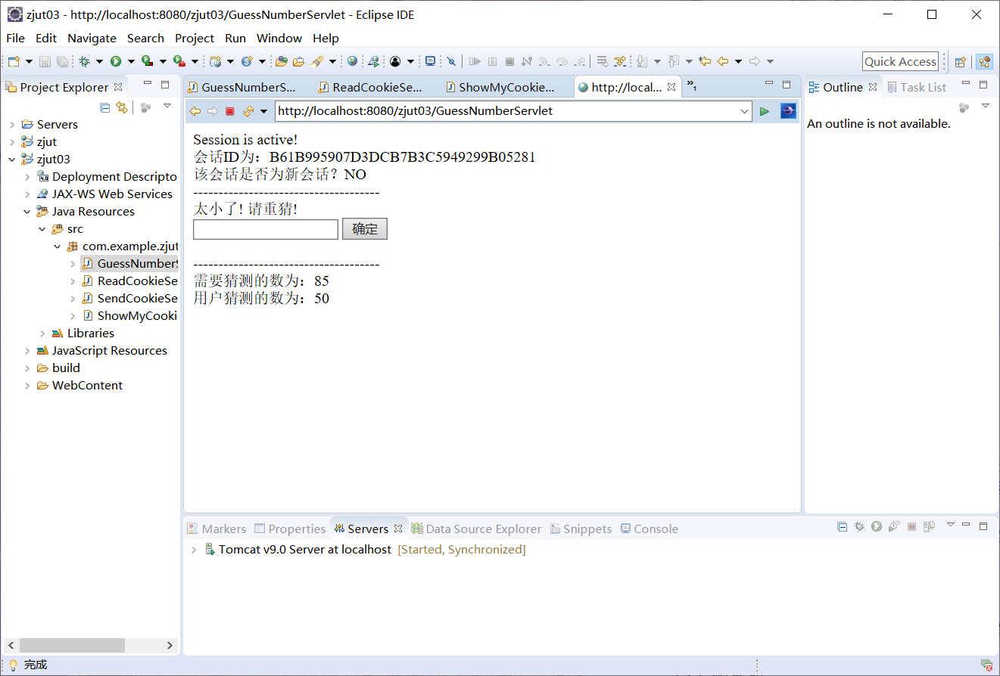 zjut03 - http://localhost:8080/zjut03/GuessNumberServlet - Eclipse IDE
File Edit Navigate Search Project Run Window Help
Quick Access
Project Explorer
Servers
zjut
zjut03
Deployment Descripto
JAX-WS Web Services
Java Resources
src
com.example.zjut
GuessNumberS
ReadCookieSe
SendCookieSe
ShowMyCooki
Libraries
JavaScript Resources
build
WebContent
GuessNumberS... ReadCookieSe... ShowMyCookie... http://local... »1
http://localhost:8080/zjut03/GuessNumberServlet
Session is active!
会话ID为：B61B995907D3DCB7B3C5949299B05281
该会话是否为新会话？NO
-------------------------------------
太小了! 请重猜!
确定
-------------------------------------
需要猜测的数为：85
用户猜测的数为：50
Outline Task List
An outline is not available.
Markers Properties Servers Data Source Explorer Snippets Console
Tomcat v9.0 Server at localhost [Started, Synchronized]
完成